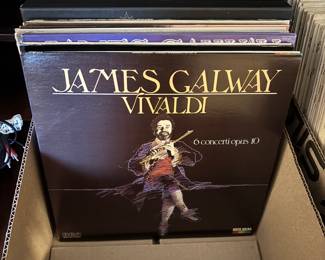 JAMES GALWAY
VIVALDI
6 concerti opus 10